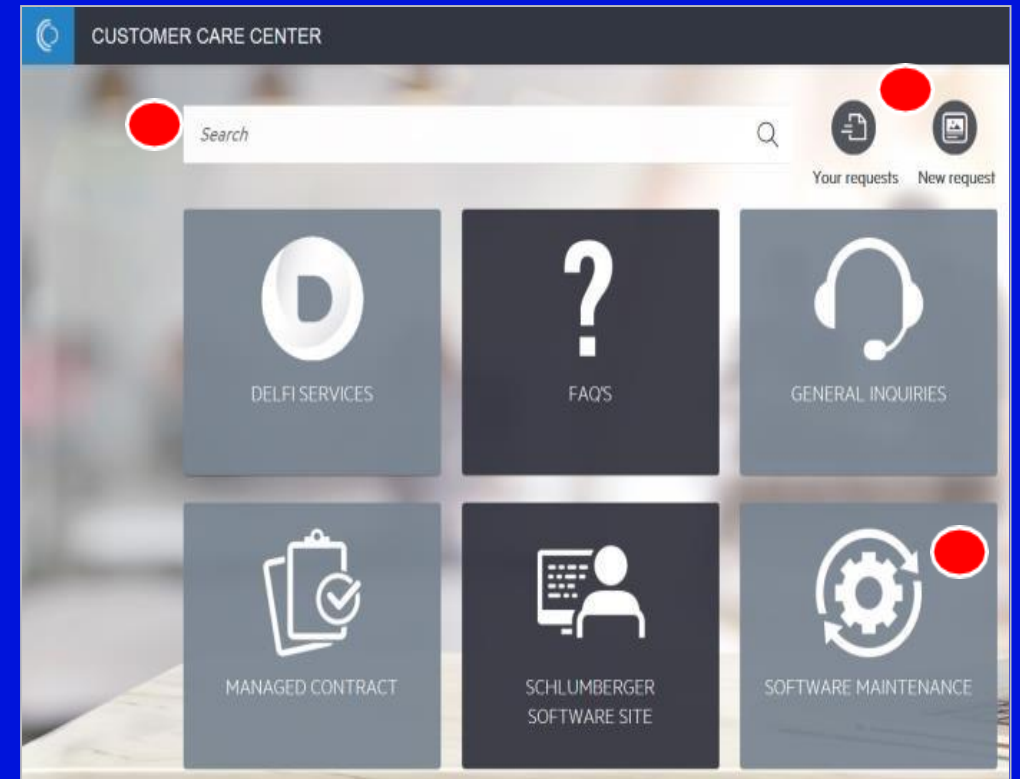 CUSTOMER CARE CENTER
Search
Your requests
New request
DELFI SERVICES
?
FAQ'S
GENERAL INQUIRIES
MANAGED CONTRACT
SCHLUMBERGER
SOFTWARE SITE
SOFTWARE MAINTENANCE